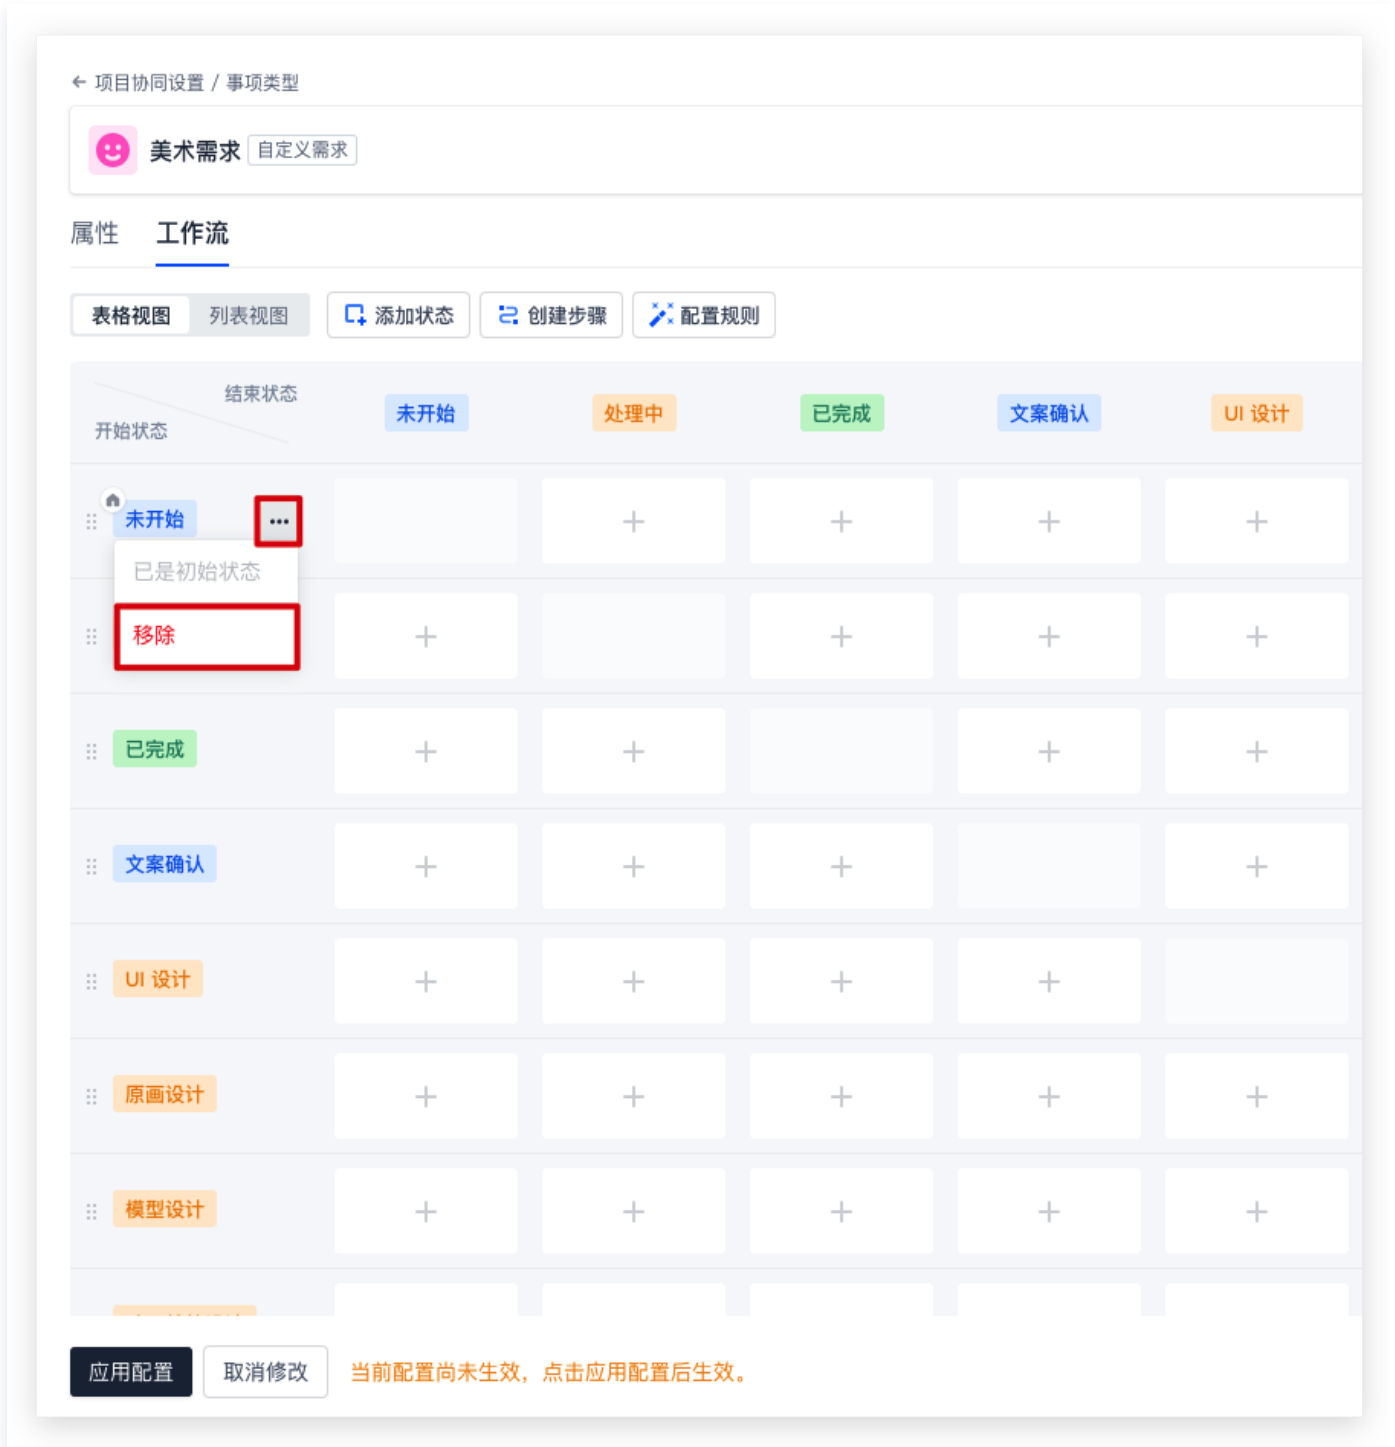 项目协同设置 / 事项类型
美术需求 自定义需求
属性 工作流
表格视图 列表视图 添加状态 创建步骤 配置规则
结束状态
开始状态
未开始 处理中 已完成 文案确认 UI 设计
未开始
已是初始状态
移除
已完成
文案确认
UI 设计
原画设计
模型设计
应用配置 取消修改 当前配置尚未生效，点击应用配置后生效。